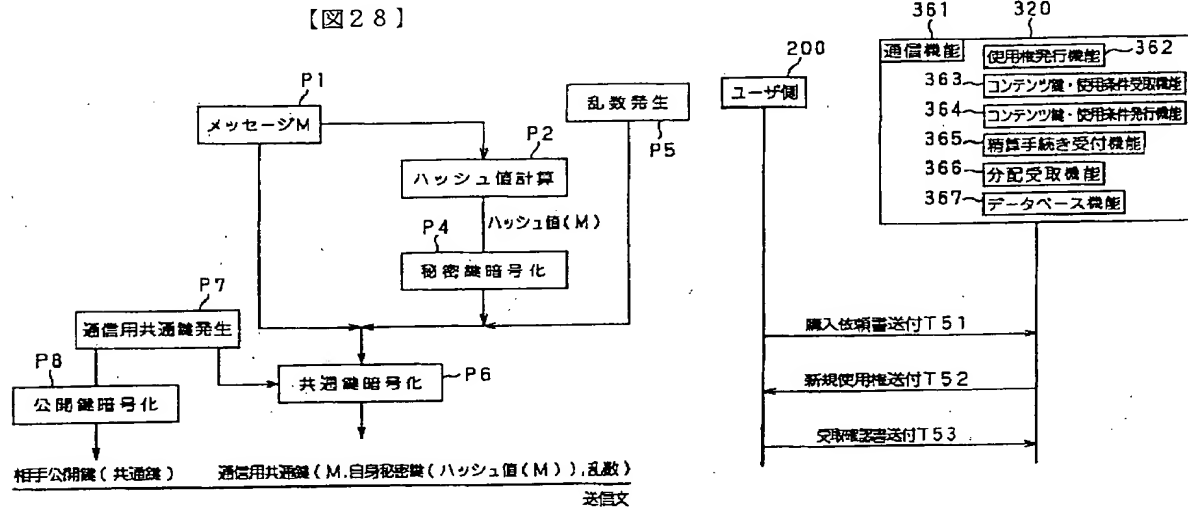 【図28】
P1
メッセージM
乱数発生
P5
P2
ハッシュ値計算
ハッシュ値(M)
P4
秘密鍵暗号化
P7
通信用共通鍵発生
P8
公開鍵暗号化
共通鍵暗号化
P6
相手公開鍵(共通鍵)
通信用共通鍵(M,自身秘密鍵(ハッシュ値(M)),乱数)
送信文
361
320
200
ユーザ側
通信機能
使用権発行機能
362
363
コンテンツ鍵・使用条件受取機能
364
コンテンツ鍵・使用条件発行機能
365
精算手続き受付機能
366
分配受取機能
367
データベース機能
購入依頼書送付T51
新規使用権送付T52
受取確認書送付T53